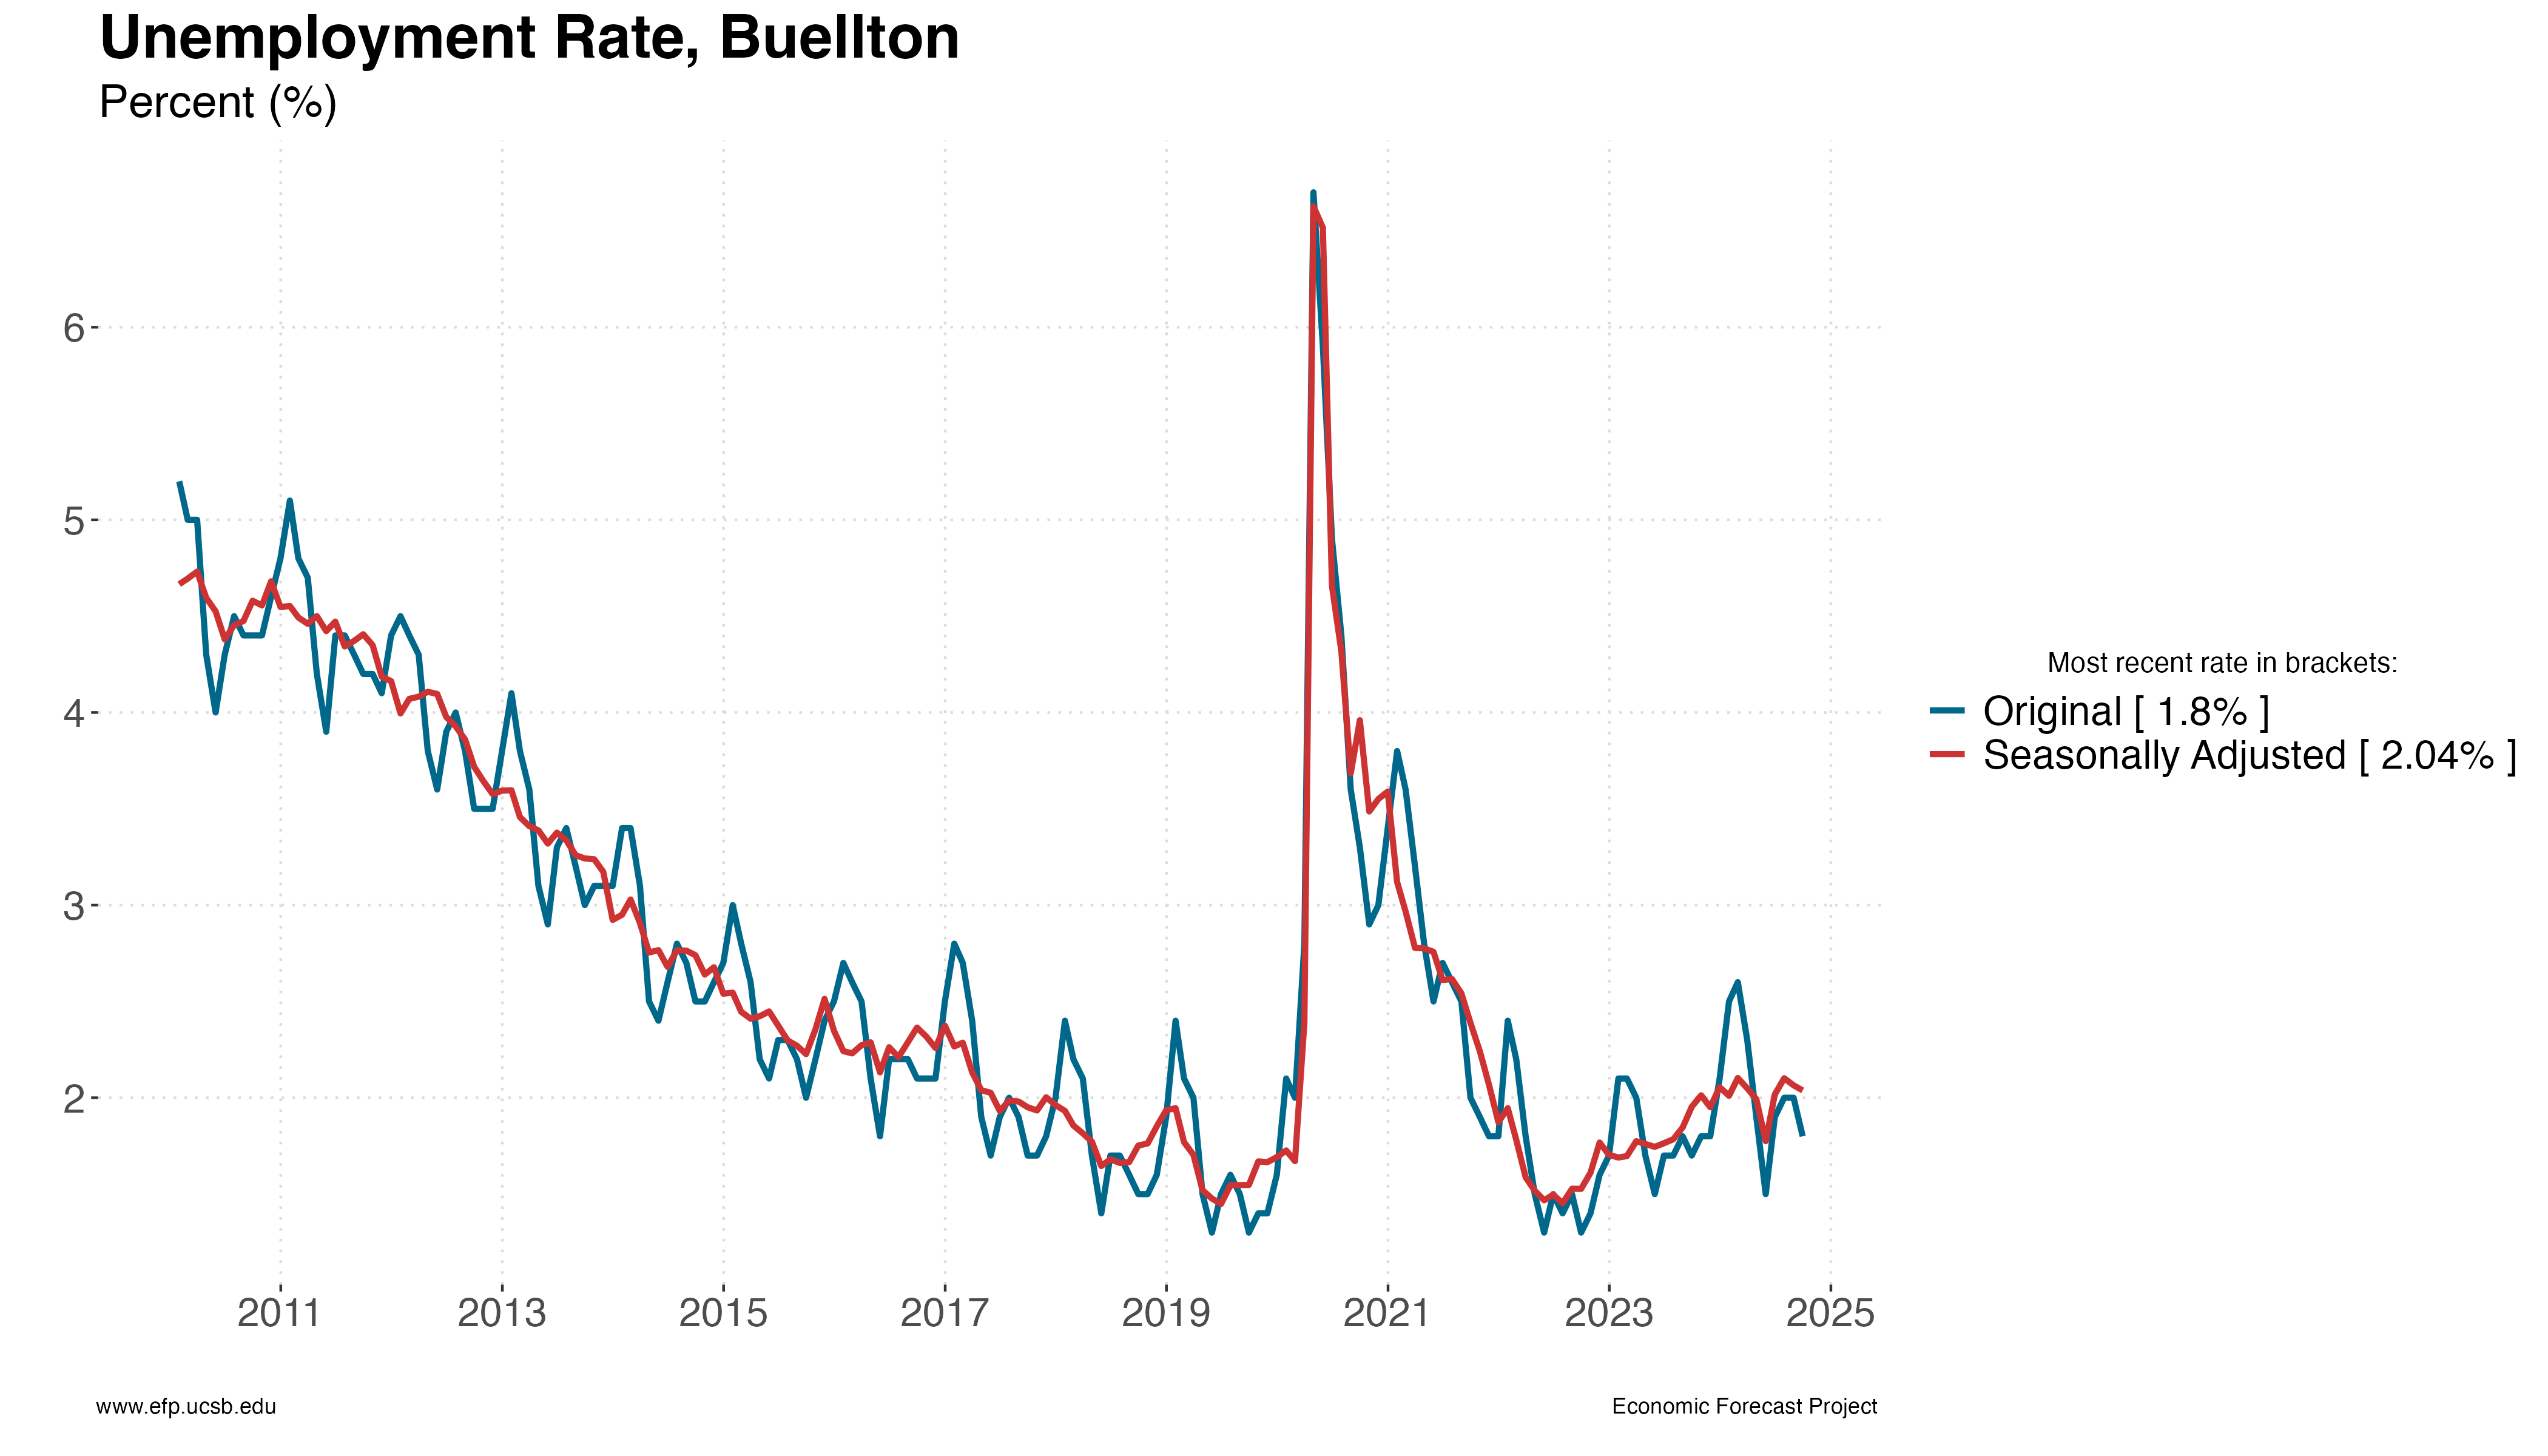 Unemployment Rate, Buellton
Percent (%)
6
5
4
3
2
2011 2013 2015 2017 2019 2021 2023 2025
Most recent rate in brackets:
Original [ 1.8% ]
Seasonally Adjusted [ 2.04% ]
www.efp.ucsb.edu
Economic Forecast Project